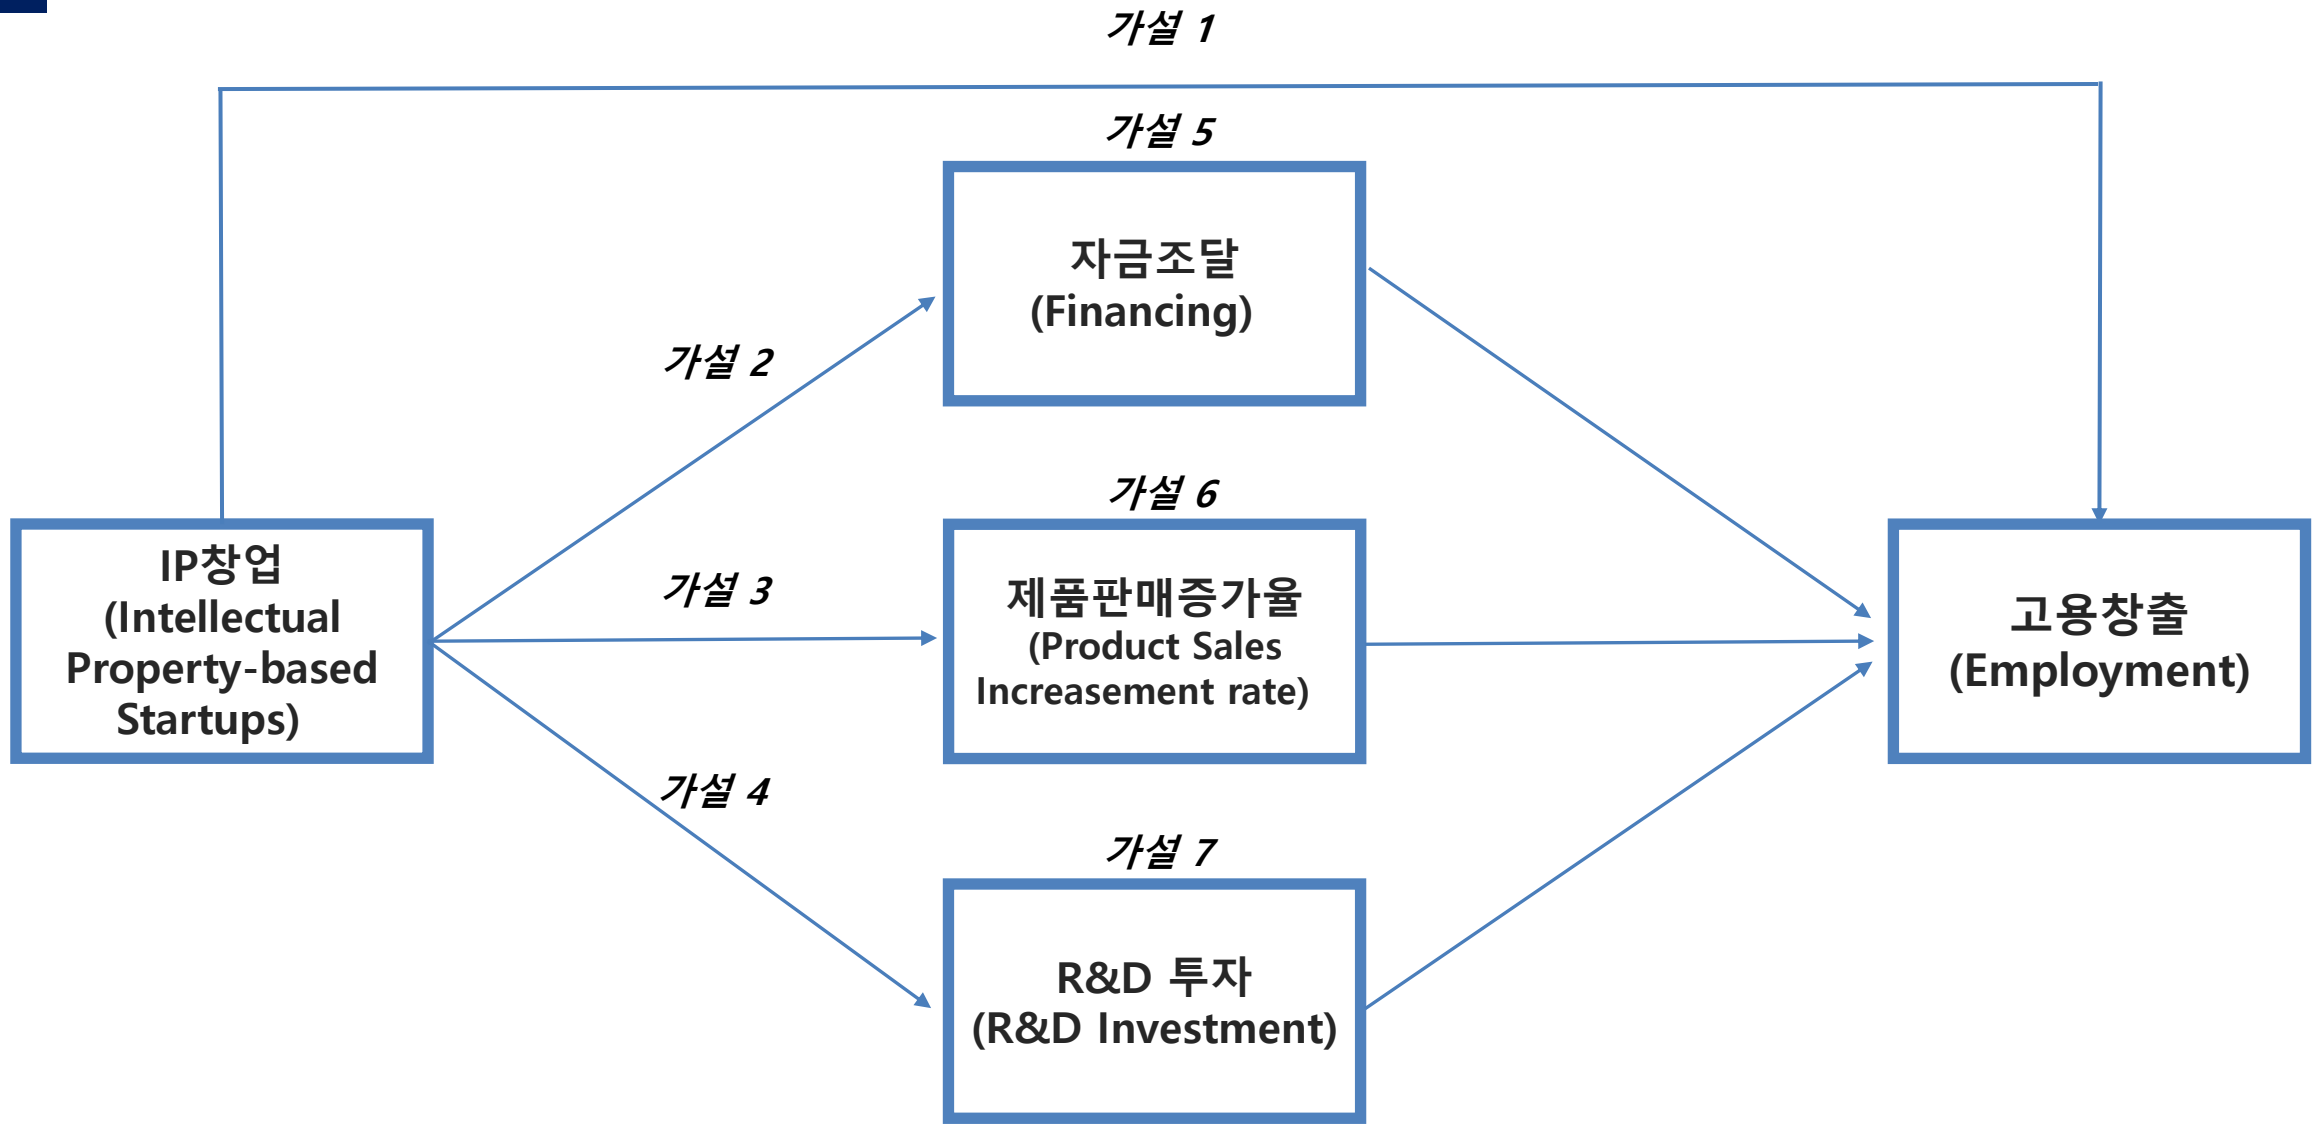 가설 1
가설 5
자금조달
(Financing)
가설 2
가설 6
IP창업
(Intellectual
Property-based
Startups)
가설 3
제품판매증가율
(Product Sales
Increasement rate)
고용창출
(Employment)
가설 4
가설 7
R&D 투자
(R&D Investment)